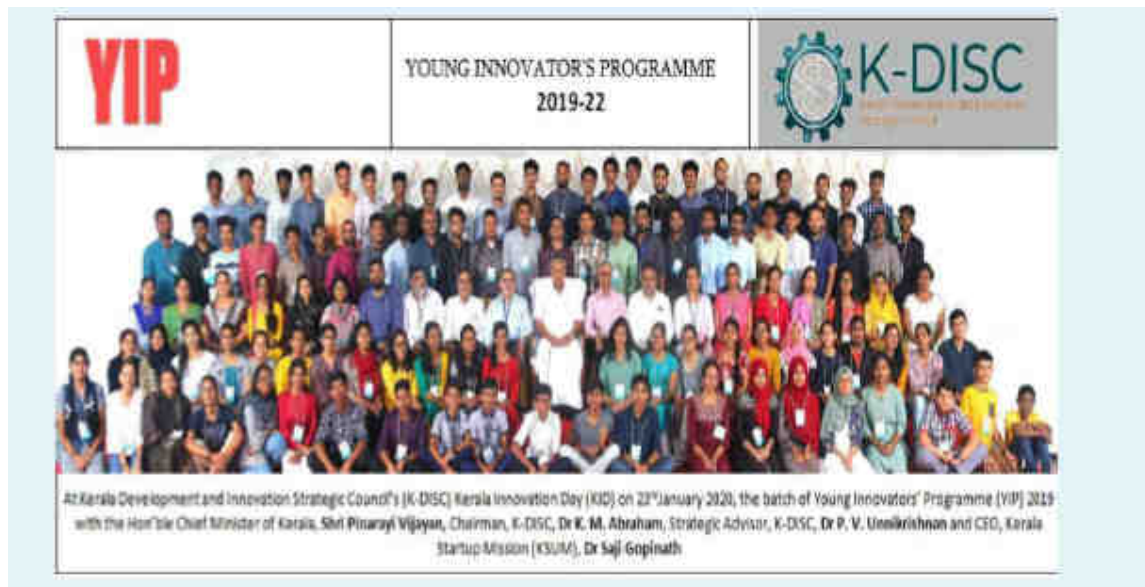 YIP
YOUNG INNOVATOR'S PROGRAMME
2019-22
K-DISC
At Kerala Development and Innovation Strategic Council's (K-DISC) Kerala Innovation Day (KID) on January 2020, the batch of Young Innovators' Programme (YIP) 2019
with the Hon'ble Chief Minister of Kerala, Shri Pinarayi Vijayan, Chairman, K-DISC, Dr K. M. Abraham, Strategic Advisor, K-DISC, Dr P. V. Unnikrishnan and CEO, Kerala
Startup Mission (KSUM), Dr Saji Gopinath